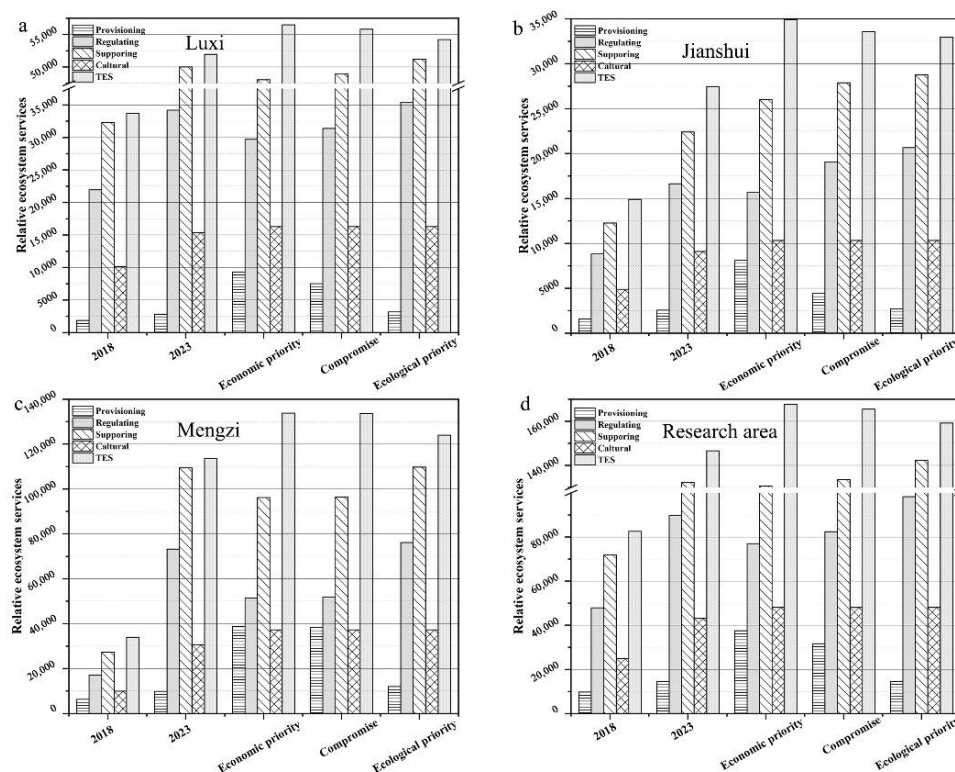 a
Luxi
Provisioning
Regulating
Supporing
Caltural
TES
Relative ecosystem services
55,000
50,000
35,000
30,000
25,000
20,000
15,000
10,000
5000
0
2018
2023
Economic priority
Compromise
Ecological priority
b
Jianshui
Provisioning
Regulating
Supporing
Caltural
TES
Relative ecosystem services
35,000
30,000
25,000
20,000
15,000
10,000
5000
0
2018
2023
Economic priority
Compromise
Ecological priority
c
Mengzi
Provisioning
Regulating
Supporing
Caltural
TES
Relative ecosystem services
140,000
120,000
100,000
80,000
60,000
40,000
20,000
0
2018
2023
Economic priority
Compromise
Ecological priority
d
Research area
Provisioning
Regulating
Supporing
Caltural
TES
Relative ecosystem services
160,000
140,000
80,000
60,000
40,000
20,000
0
2018
2023
Economic priority
Compromise
Ecological priority